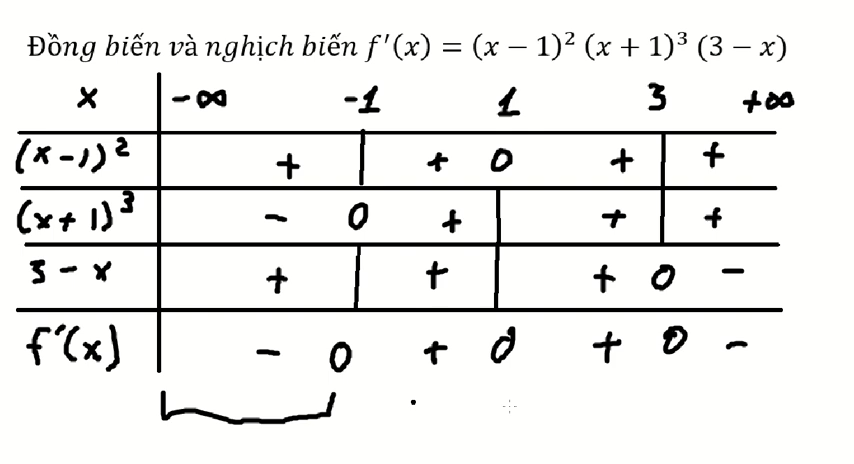 Đồng biến và nghịch biến f′(x) = (x − 1)² (x + 1)³ (3 − x)
x -∞ -1 1 3 +∞
(x-1)² + | + 0 + | +
(x+1)³ - 0 + | + | +
3-x + | + | + 0 -
f'(x) - 0 + 0 + 0 -